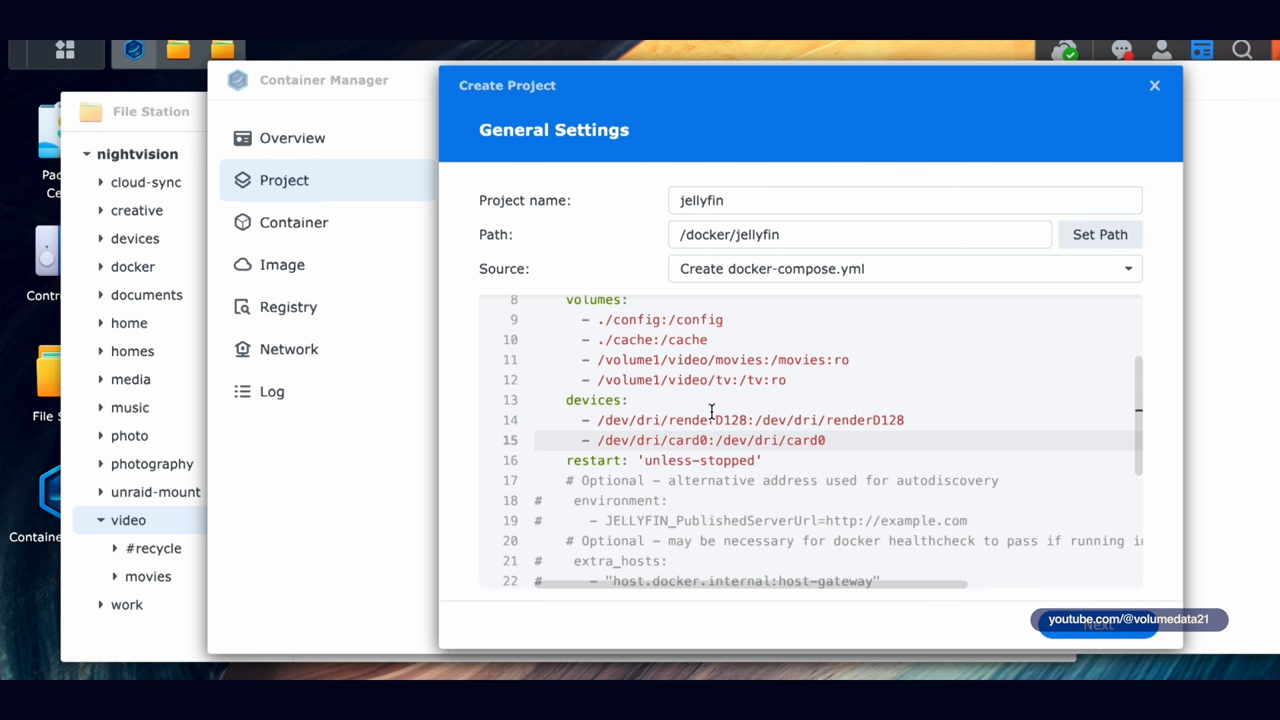 File Station
nightvision
cloud-sync
creative
devices
docker
documents
home
homes
media
music
photo
photography
unraid-mount
video
#recycle
movies
work
Container Manager
Overview
Project
Container
Image
Registry
Network
Log
Create Project
General Settings
Project name:
jellyfin
Path:
/docker/jellyfin
Set Path
Source:
Create docker-compose.yml
8 volumes:
9 - ./config:/config
10 - ./cache:/cache
11 - /volume1/video/movies:/movies:ro
12 - /volume1/video/tv:/tv:ro
13 devices:
14 - /dev/dri/renderD128:/dev/dri/renderD128
15 - /dev/dri/card0:/dev/dri/card0
16 restart: 'unless-stopped'
17 # Optional - alternative address used for autodiscovery
18 # environment:
19 # - JELLYFIN_PublishedServerUrl=http://example.com
20 # Optional - may be necessary for docker healthcheck to pass if running in
21 # extra_hosts:
22 # - "host.docker.internal:host-gateway"
Next
youtube.com/@volumedata21